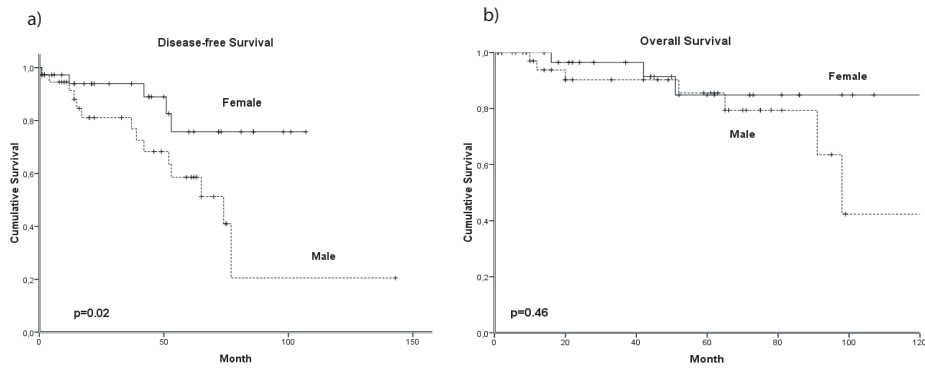 a)
Disease-free Survival
1,0
0,8
0,6
0,4
0,2
0,0
Cumulative Survival
Female
Male
p=0.02
0
50
100
150
Month
b)
Overall Survival
1,0
0,8
0,6
0,4
0,2
0,0
Cumulative Survival
Female
Male
p=0.46
0
20
40
60
80
100
120
Month